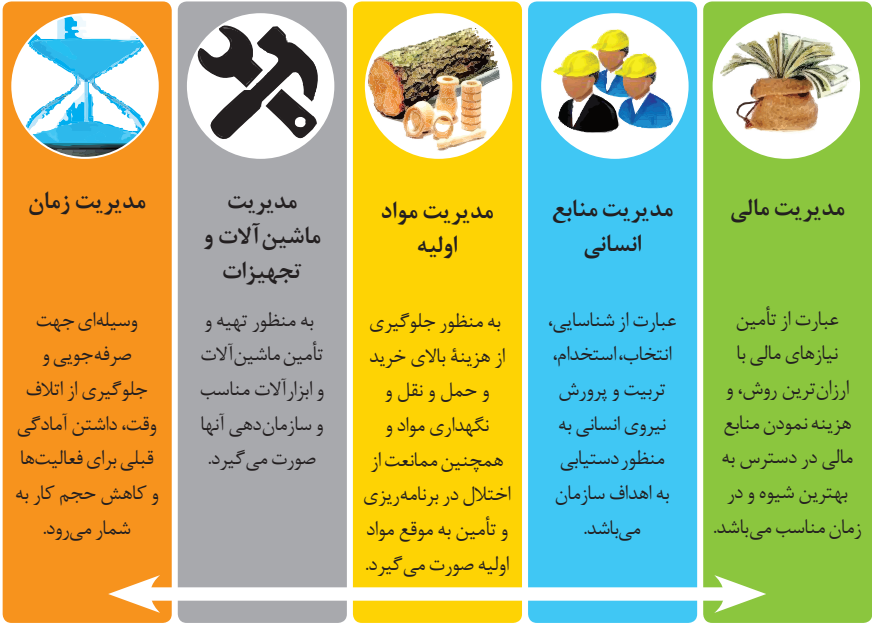 مدیریت مالی
عبارت از تأمین
نیازهای مالی با
ارزان‌ترین روش، و
هزینه نمودن منابع
مالی در دسترس به
بهترین شیوه و در
زمان مناسب می‌باشد.
مدیریت منابع
انسانی
عبارت از شناسایی،
انتخاب، استخدام،
تربیت و پرورش
نیروی انسانی به
منظور دستیابی
به اهداف سازمان
می‌باشد.
مدیریت مواد
اولیه
به منظور جلوگیری
از هزینهٔ بالای خرید
و حمل و نقل و
نگهداری مواد و
همچنین ممانعت از
اختلال در برنامه‌ریزی
و تأمین به موقع مواد
اولیه صورت می‌گیرد.
مدیریت
ماشین‌آلات و
تجهیزات
به منظور تهیه و
تأمین ماشین‌آلات
و ابزارآلات مناسب
و سازمان‌دهی آنها
صورت می‌گیرد.
مدیریت زمان
وسیله‌ای جهت
صرفه‌جویی و
جلوگیری از اتلاف
وقت، داشتن آمادگی
قبلی برای فعالیت‌ها
و کاهش حجم کار به
شمار می‌رود.